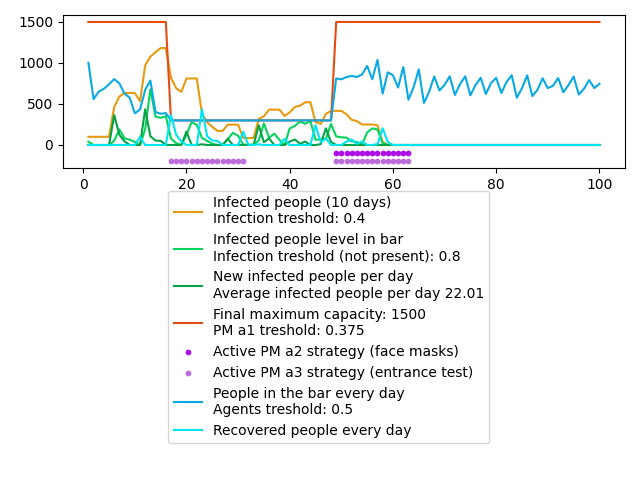 1500
1000
500
0
0 20 40 60 80 100
Infected people (10 days)
Infection treshold: 0.4
Infected people level in bar
Infection treshold (not present): 0.8
New infected people per day
Average infected people per day 22.01
Final maximum capacity: 1500
PM a1 treshold: 0.375
Active PM a2 strategy (face masks)
Active PM a3 strategy (entrance test)
People in the bar every day
Agents treshold: 0.5
Recovered people every day